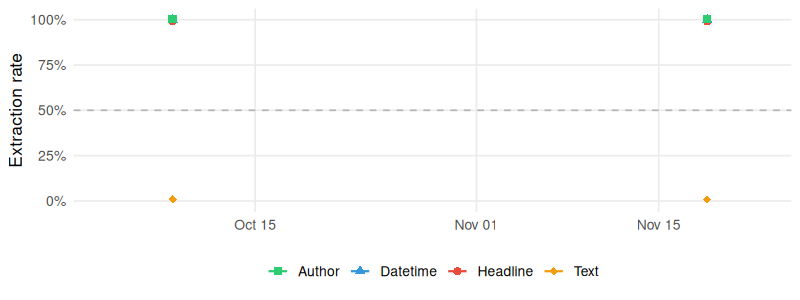 Extraction rate
100%
75%
50%
25%
0%
Oct 15
Nov 01
Nov 15
Author
Datetime
Headline
Text